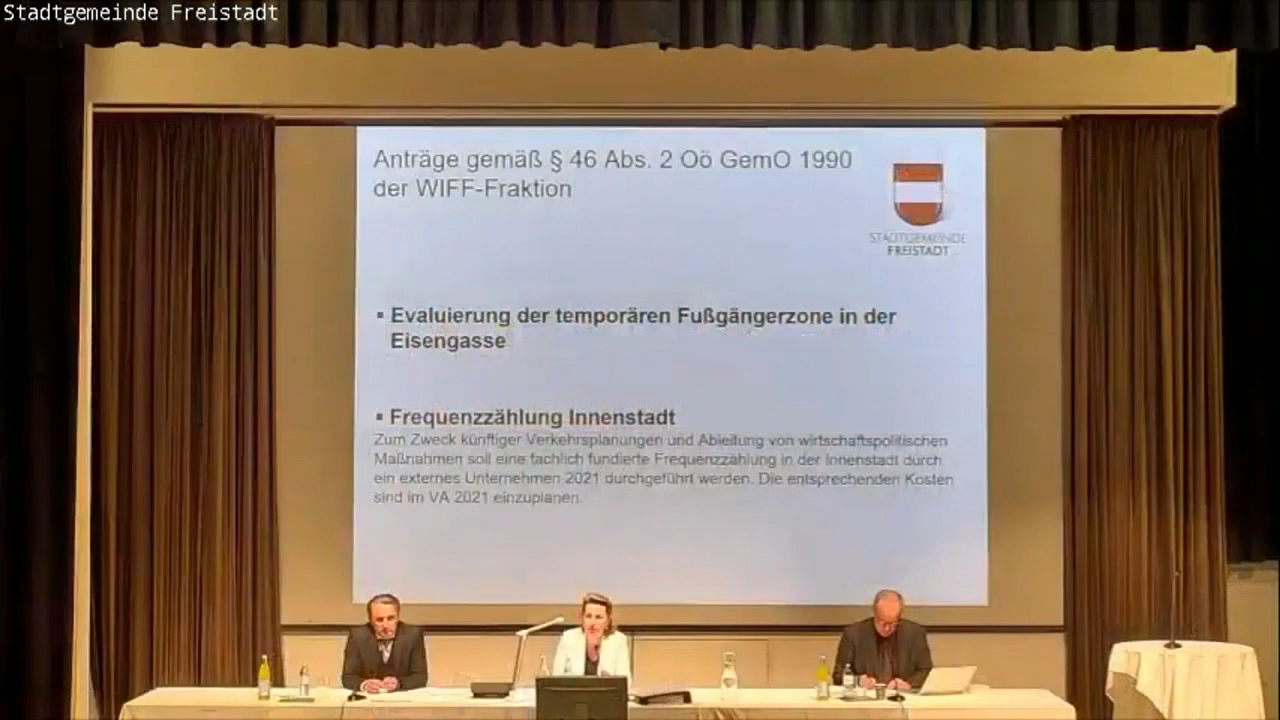 Stadtgemeinde Freistadt
Anträge gemäß § 46 Abs. 2 Oö GemO 1990
der WIFF-Fraktion
STADTGEMEINDE
FREISTADT
▪ Evaluierung der temporären Fußgängerzone in der
Eisengasse
▪ Frequenzzählung Innenstadt
Zum Zweck künftiger Verkehrsplanungen und Ableitung von wirtschaftspolitischen
Maßnahmen soll eine fachlich fundierte Frequenzzählung in der Innenstadt durch
ein externes Unternehmen 2021 durchgeführt werden. Die entsprechenden Kosten
sind im VA 2021 einzuplanen.